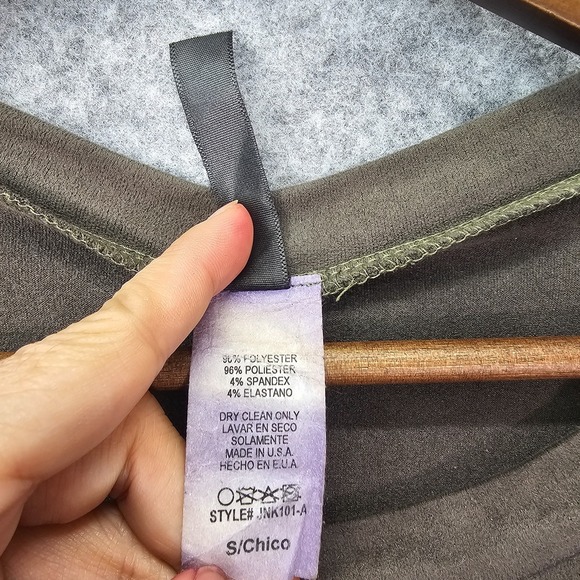 96% POLYESTER
96% POLIESTER
4% SPANDEX
4% ELASTANO
DRY CLEAN ONLY
LAVAR EN SECO
SOLAMENTE
MADE IN U.S.A.
HECHO EN E.U.A.
STYLE# JNK101-A
S/Chico